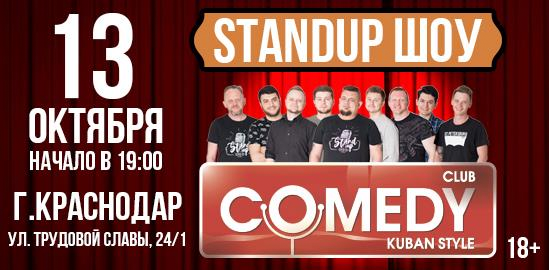 13
ОКТЯБРЯ
НАЧАЛО В 19:00
Г.КРАСНОДАР
УЛ. ТРУДОВОЙ СЛАВЫ, 24/1
STANDUP ШОУ
CLUB
COMEDY
KUBAN STYLE
18+